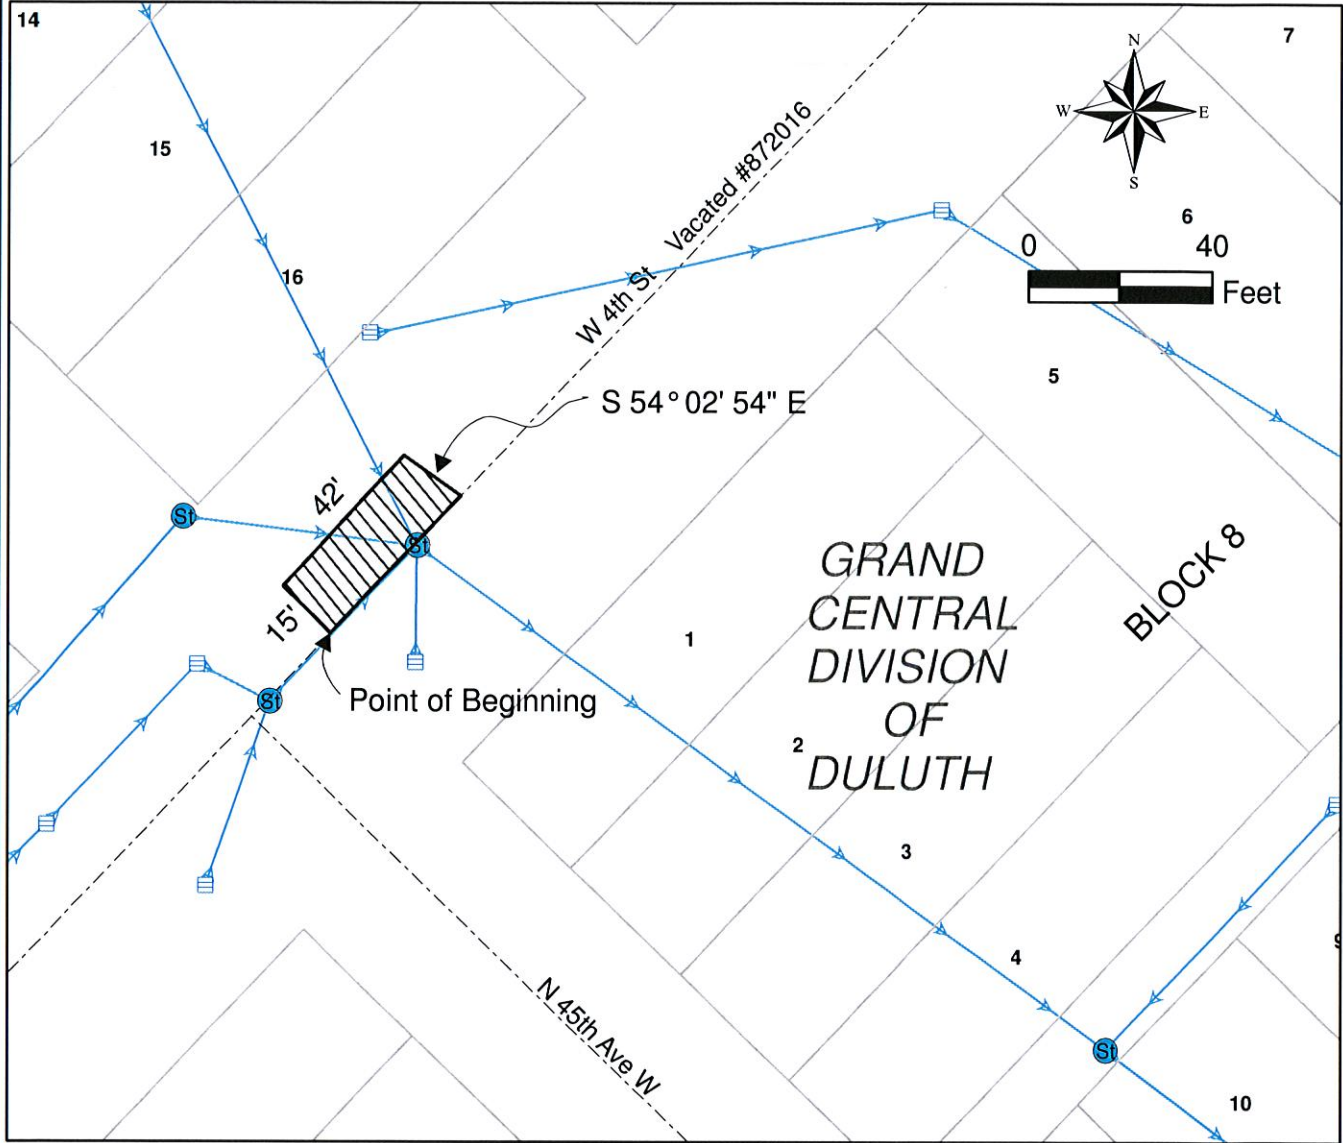 14
7
N
W
E
S
15
Vacated #872016
6
0
40
Feet
16
W 4th St
5
S 54° 02' 54" E
42'
St
St
GRAND
CENTRAL
DIVISION
OF
DULUTH
BLOCK 8
15'
1
Point of Beginning
St
2
3
9
4
N 45th Ave W
St
10